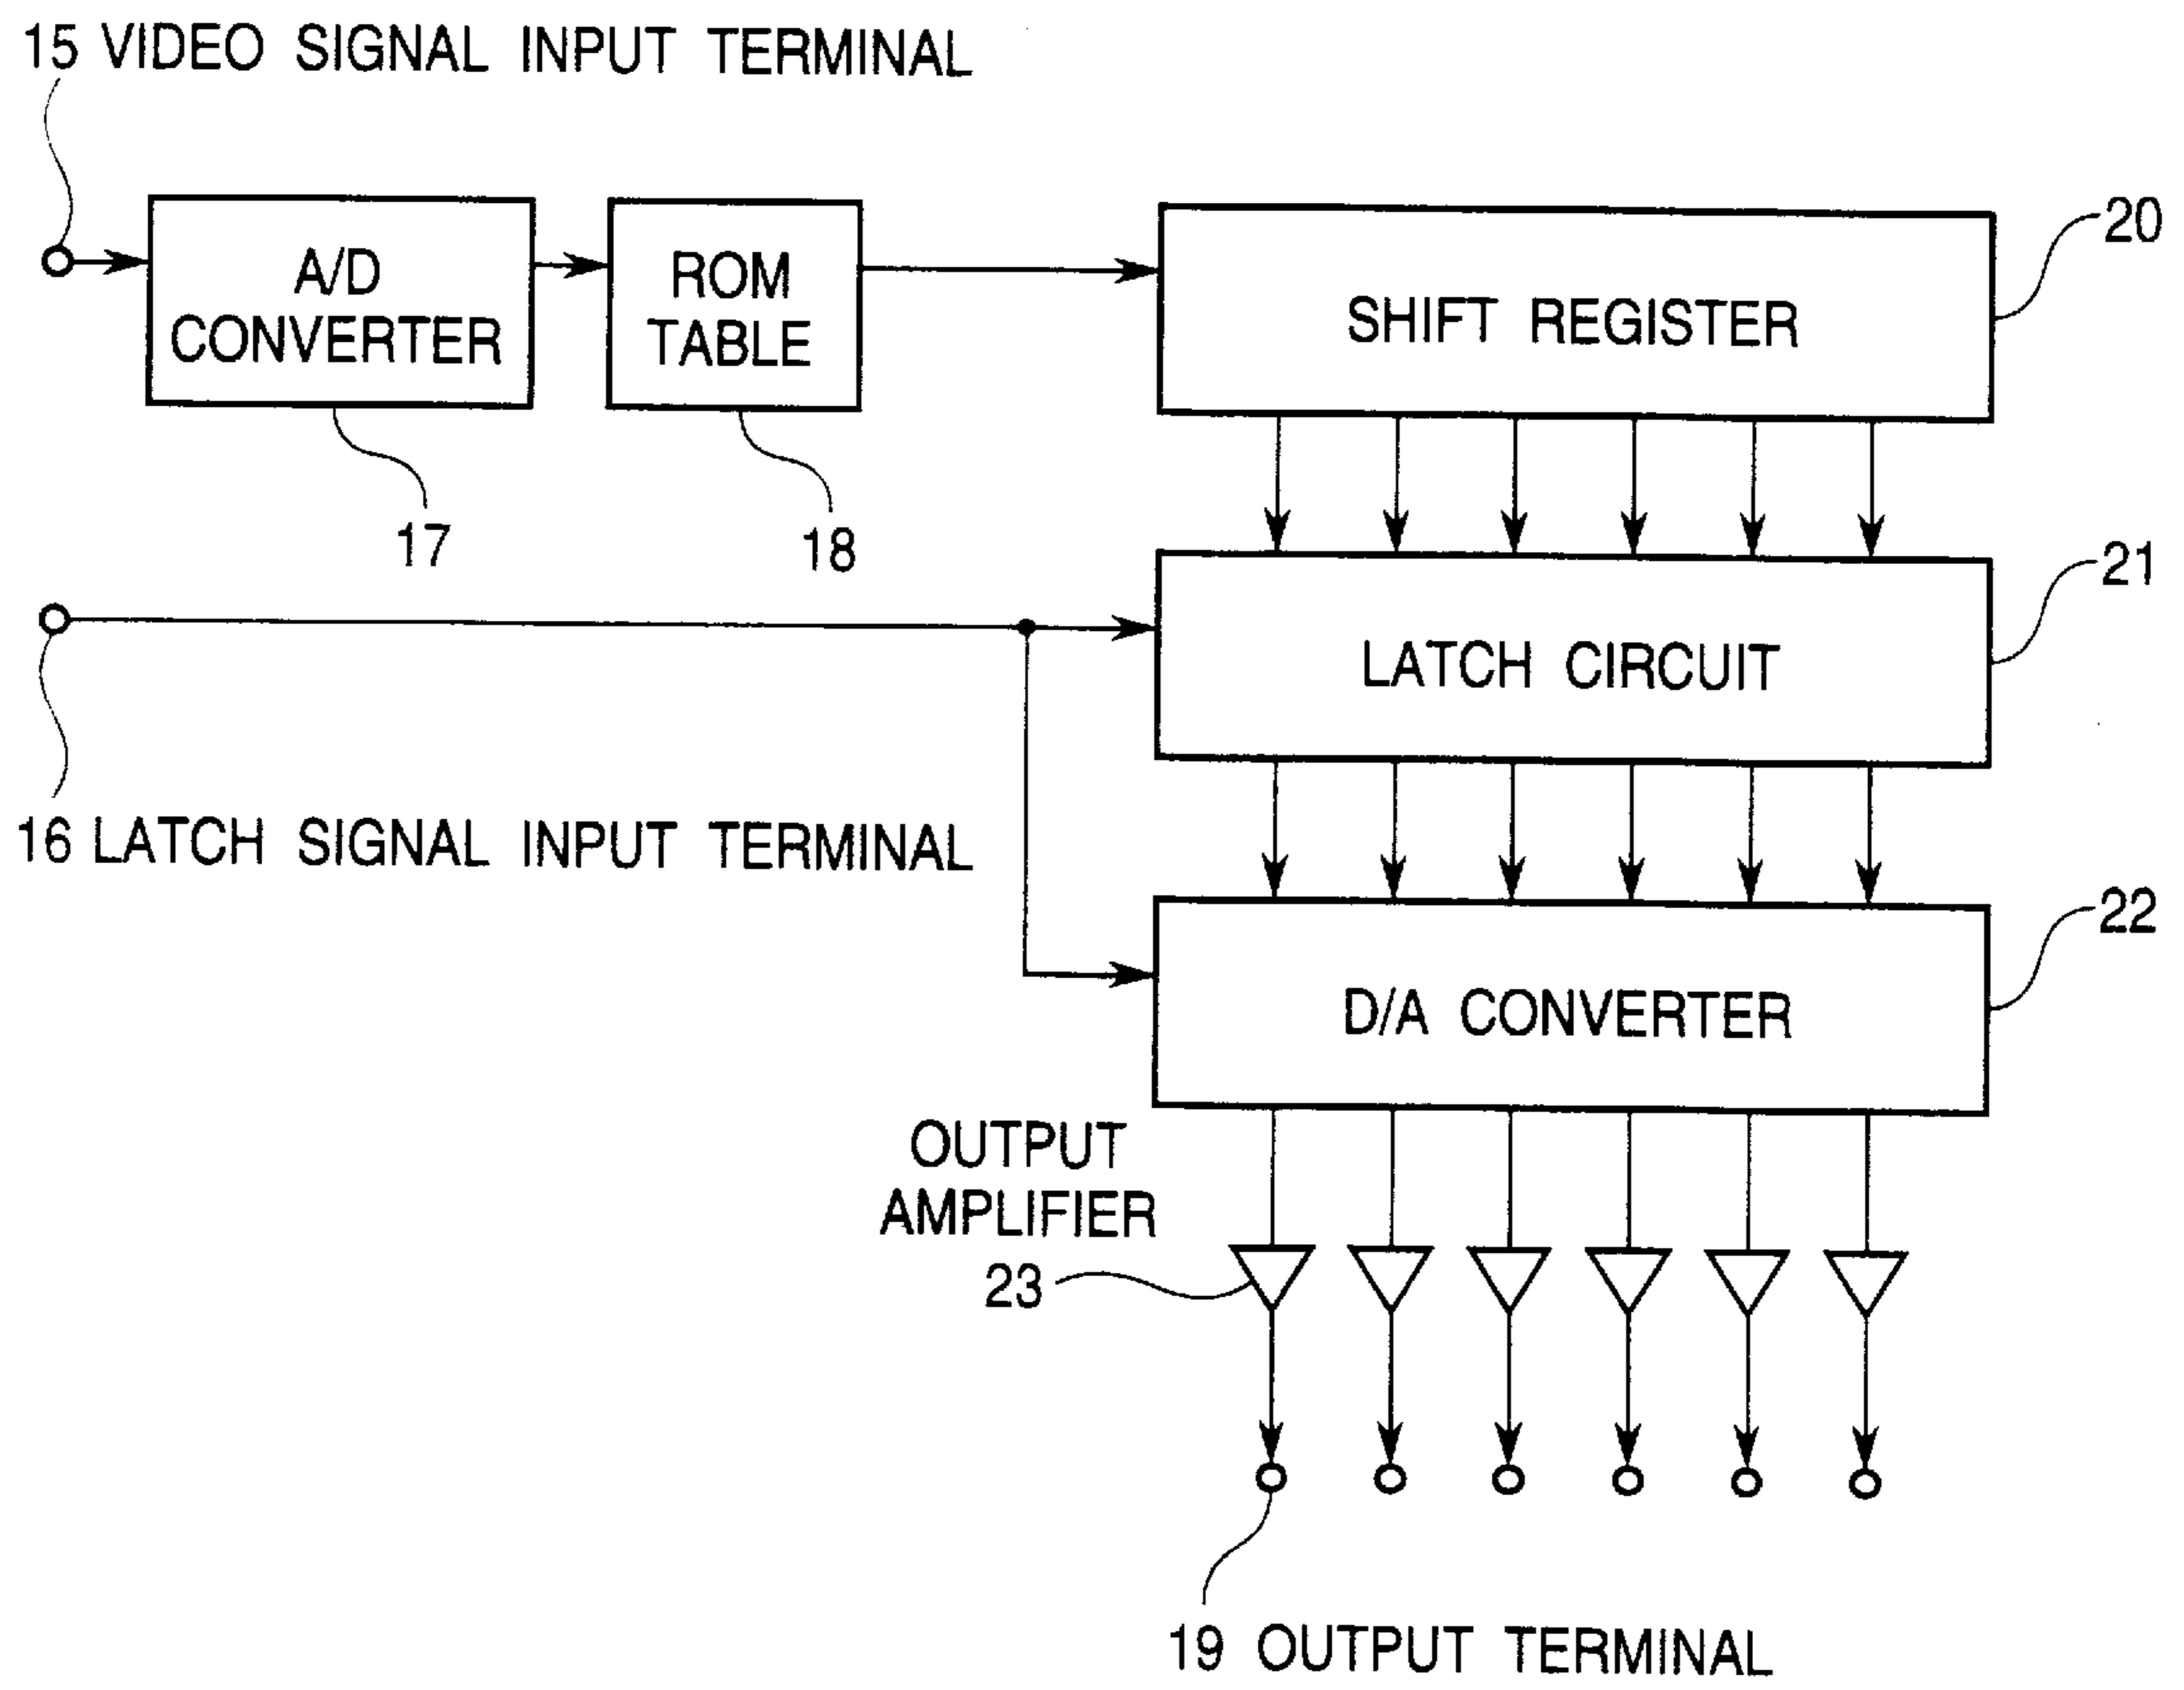 15 VIDEO SIGNAL INPUT TERMINAL
A/D
CONVERTER
17
ROM
TABLE
18
SHIFT REGISTER
20
16 LATCH SIGNAL INPUT TERMINAL
LATCH CIRCUIT
21
D/A CONVERTER
22
OUTPUT
AMPLIFIER
23
19 OUTPUT TERMINAL